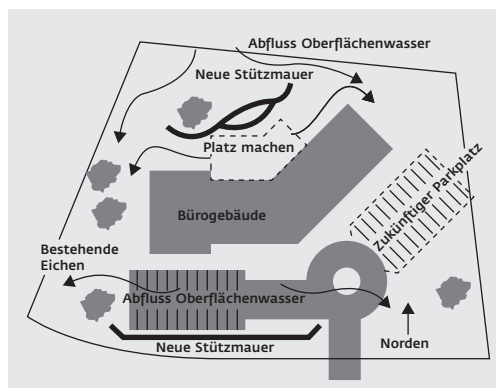 Abfluss Oberflächenwasser
Neue Stützmauer
Platz machen
Zukünftiger Parkplatz
Bürogebäude
Bestehende
Eichen
Abfluss Oberflächenwasser
Neue Stützmauer
Norden